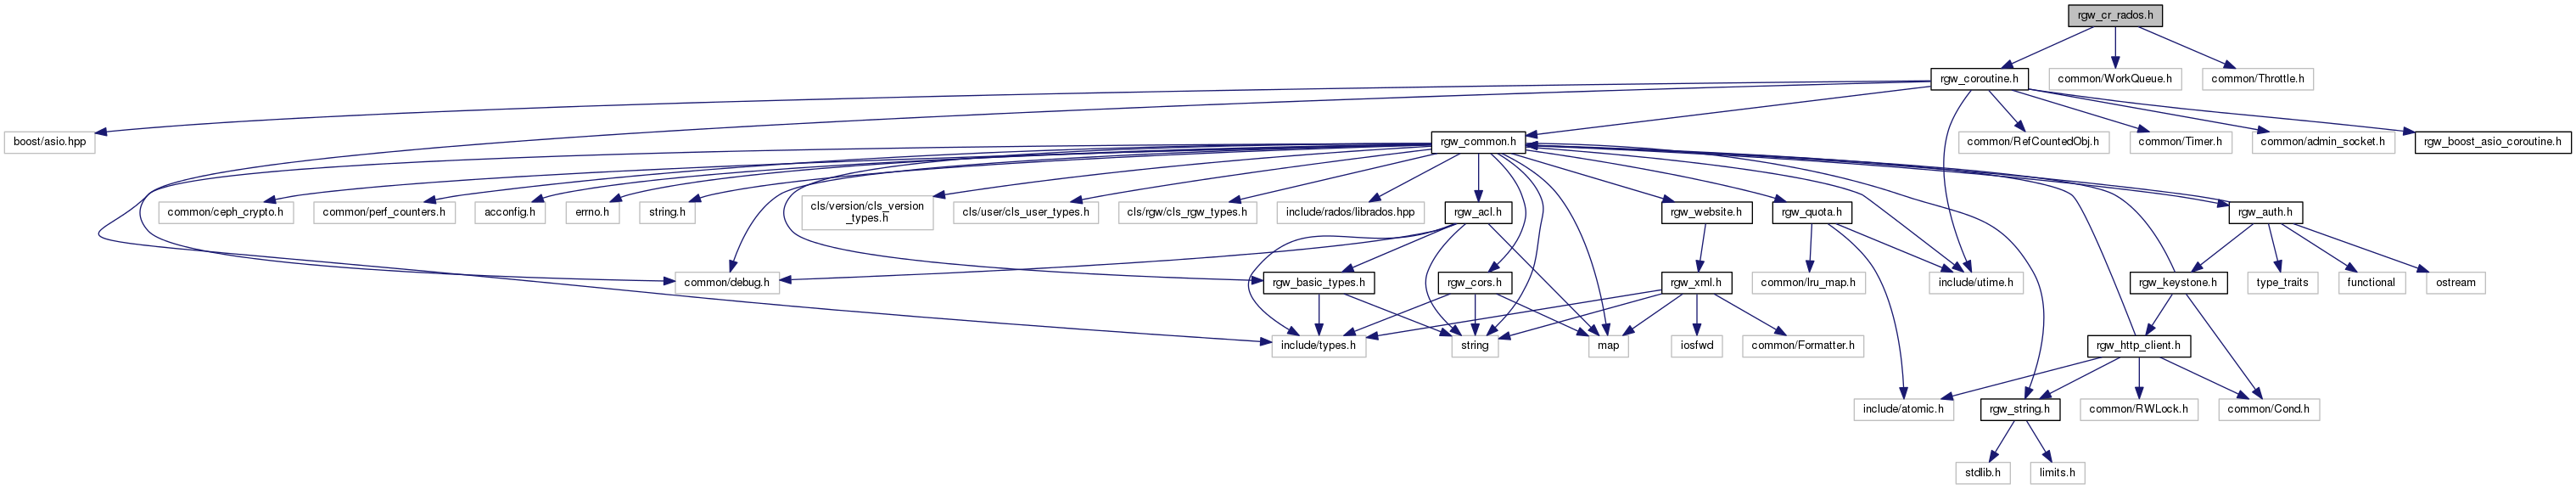 rgw_cr_rados.h
rgw_coroutine.h
common/WorkQueue.h
common/Throttle.h
boost/asio.hpp
rgw_common.h
common/RefCountedObj.h
common/Timer.h
common/admin_socket.h
rgw_boost_asio_coroutine.h
common/ceph_crypto.h
common/perf_counters.h
acconfig.h
errno.h
string.h
cls/version/cls_version
_types.h
cls/user/cls_user_types.h
cls/rgw/cls_rgw_types.h
include/rados/librados.hpp
rgw_acl.h
rgw_website.h
rgw_quota.h
rgw_auth.h
common/debug.h
rgw_basic_types.h
rgw_cors.h
rgw_xml.h
common/lru_map.h
include/utime.h
rgw_keystone.h
type_traits
functional
ostream
include/types.h
string
map
iosfwd
common/Formatter.h
rgw_http_client.h
include/atomic.h
rgw_string.h
common/RWLock.h
common/Cond.h
stdlib.h
limits.h